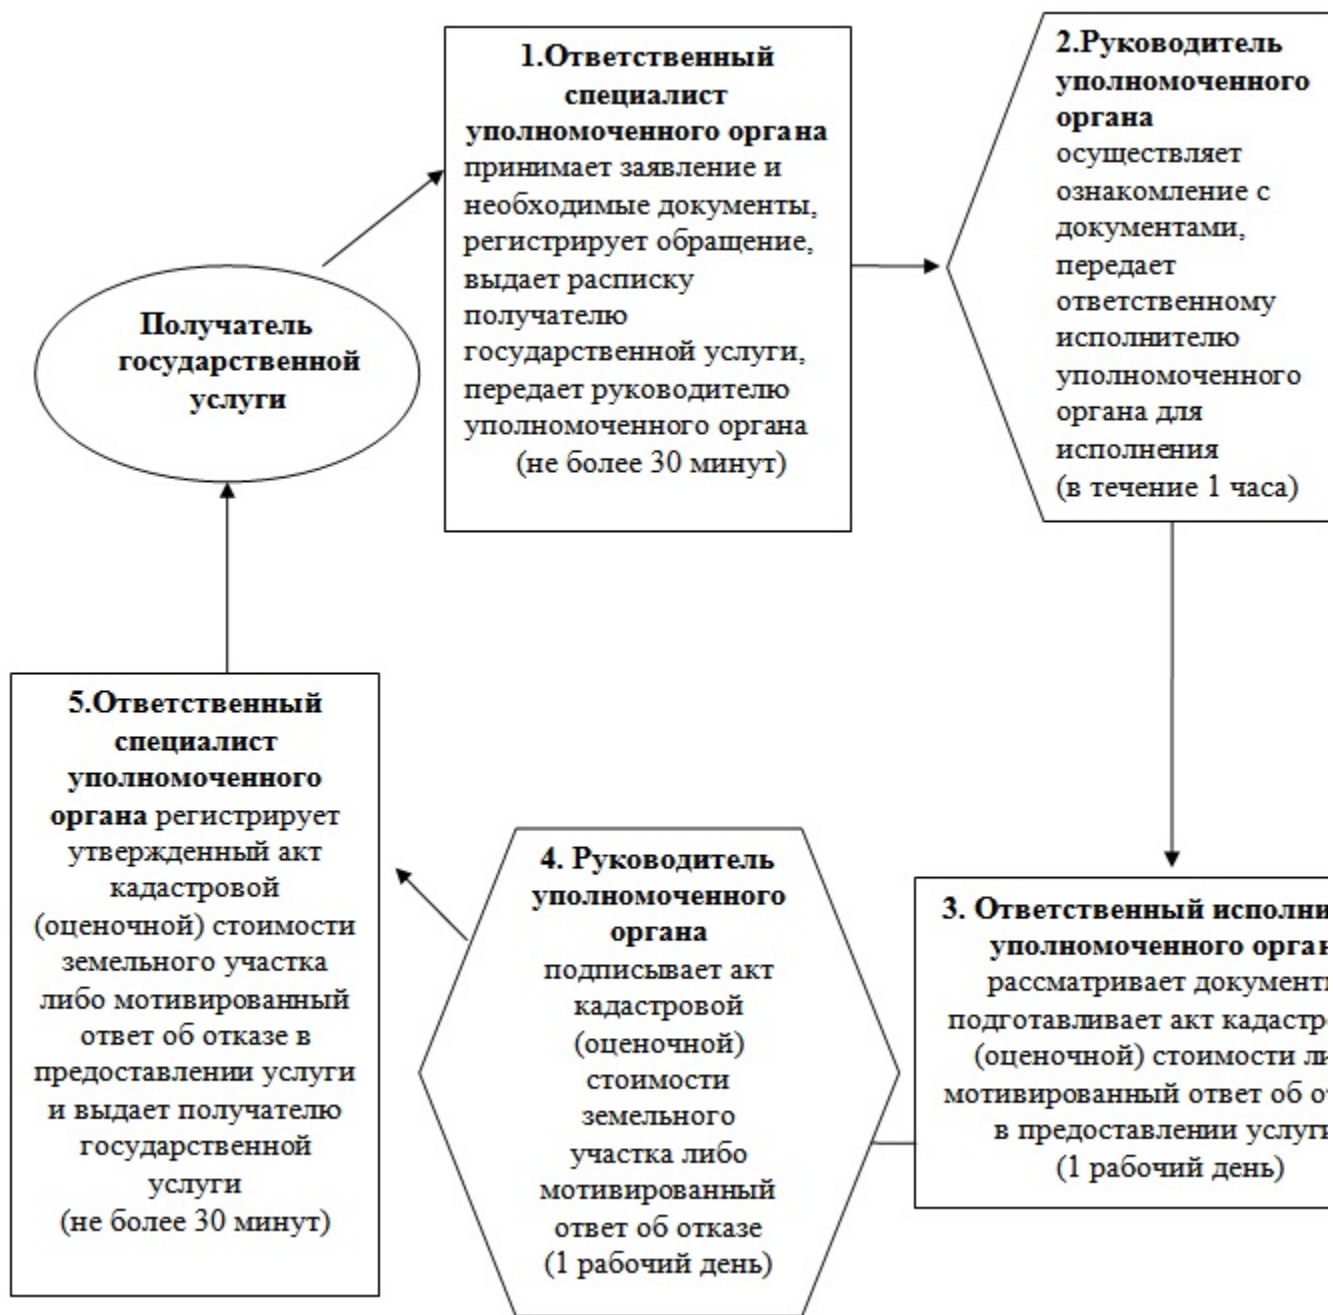 1.Ответственный
специалист
уполномоченного органа
принимает заявление и
необходимые документы,
регистрирует обращение,
выдает расписку
получателю
государственной услуги,
передает руководителю
уполномоченного органа
(не более 30 минут)
2.Руководитель
уполномоченного
органа
осуществляет
ознакомление с
документами,
передает
ответственному
исполнителю
уполномоченного
органа для
исполнения
(в течение 1 часа)
Получатель
государственной
услуги
3. Ответственный
уполномоченного
рассматривает
подготавливает акт
(оценочной) стоимости
мотивированный ответ об
в предоставлении услуги
(1 рабочий день)
4. Руководитель
уполномоченного
органа
подписывает акт
кадастровой
(оценочной)
стоимости
земельного
участка либо
мотивированный
ответ об отказе
(1 рабочий день)
5.Ответственный
специалист
уполномоченного
органа регистрирует
утвержденный акт
кадастровой
(оценочной) стоимости
земельного участка
либо мотивированный
ответ об отказе в
предоставлении услуги
и выдает получателю
государственной
услуги
(не более 30 минут)